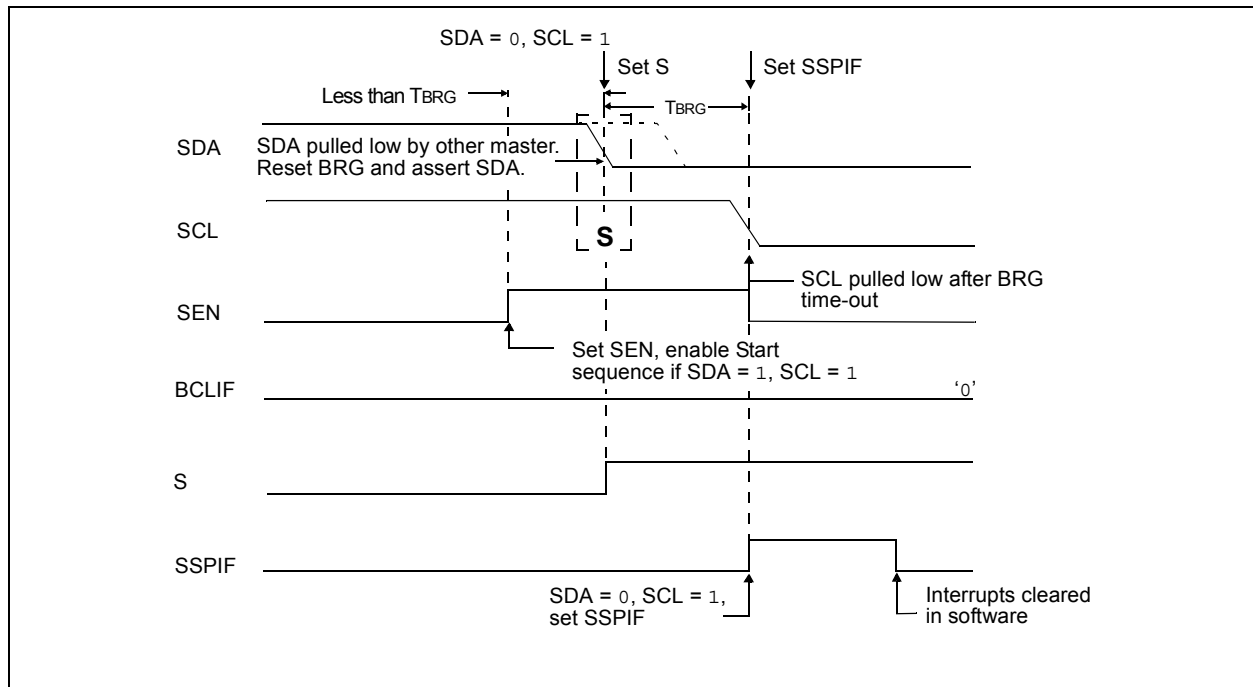 SDA = 0, SCL = 1
Set S
Set SSPIF
Less than TBRG
TBRG
SDA
SDA pulled low by other master.
Reset BRG and assert SDA.
SCL
S
SCL pulled low after BRG
time-out
SEN
Set SEN, enable Start
sequence if SDA = 1, SCL = 1
BCLIF
‘0’
S
SSPIF
SDA = 0, SCL = 1,
set SSPIF
Interrupts cleared
in software